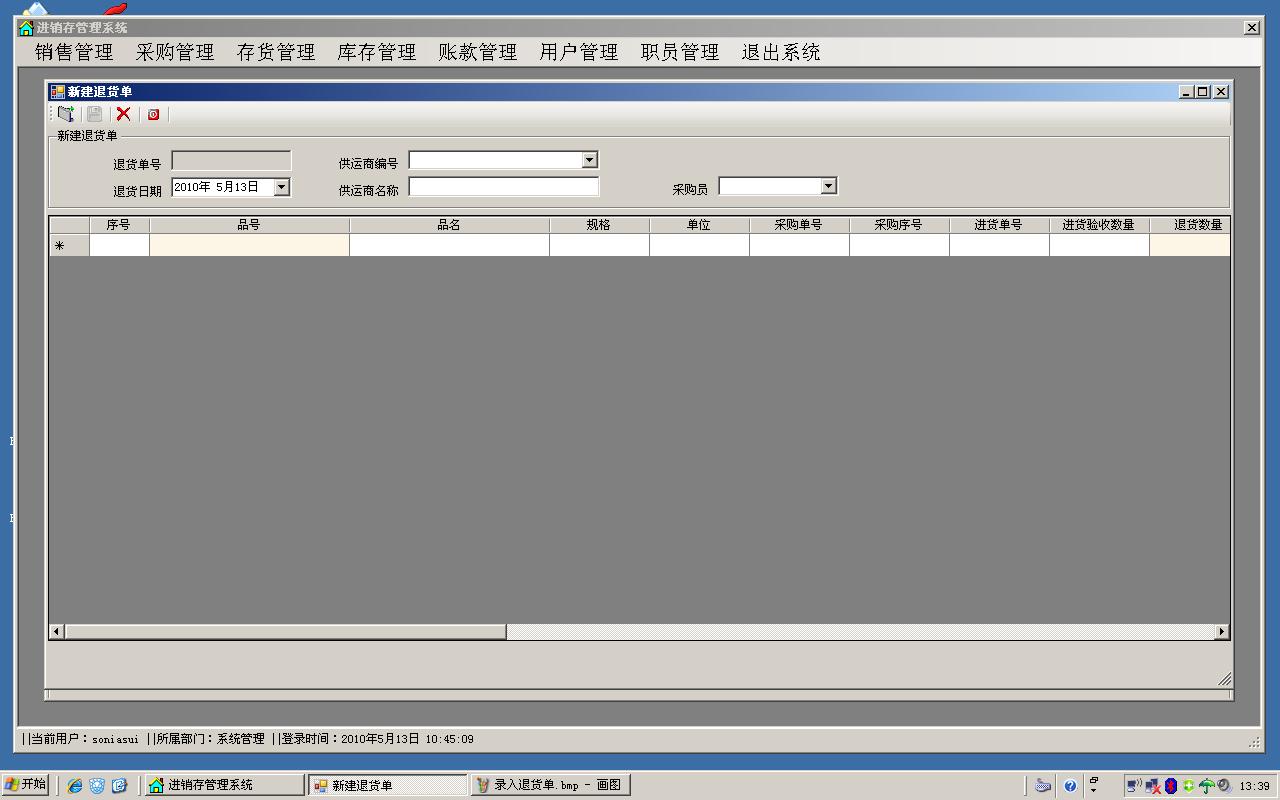 进销存管理系统
销售管理 采购管理 存货管理 库存管理 账款管理 用户管理 职员管理 退出系统
新建退货单
新建退货单
退货单号 供运商编号
退货日期 2010年 5月13日 供运商名称 采购员
序号 品号 品名 规格 单位 采购单号 采购序号 进货单号 进货验收数量 退货数量
||当前用户：soniasui ||所属部门：系统管理 ||登录时间：2010年5月13日 10:45:09
开始 进销存管理系统 新建退货单 录入退货单.bmp - 画图 13:39